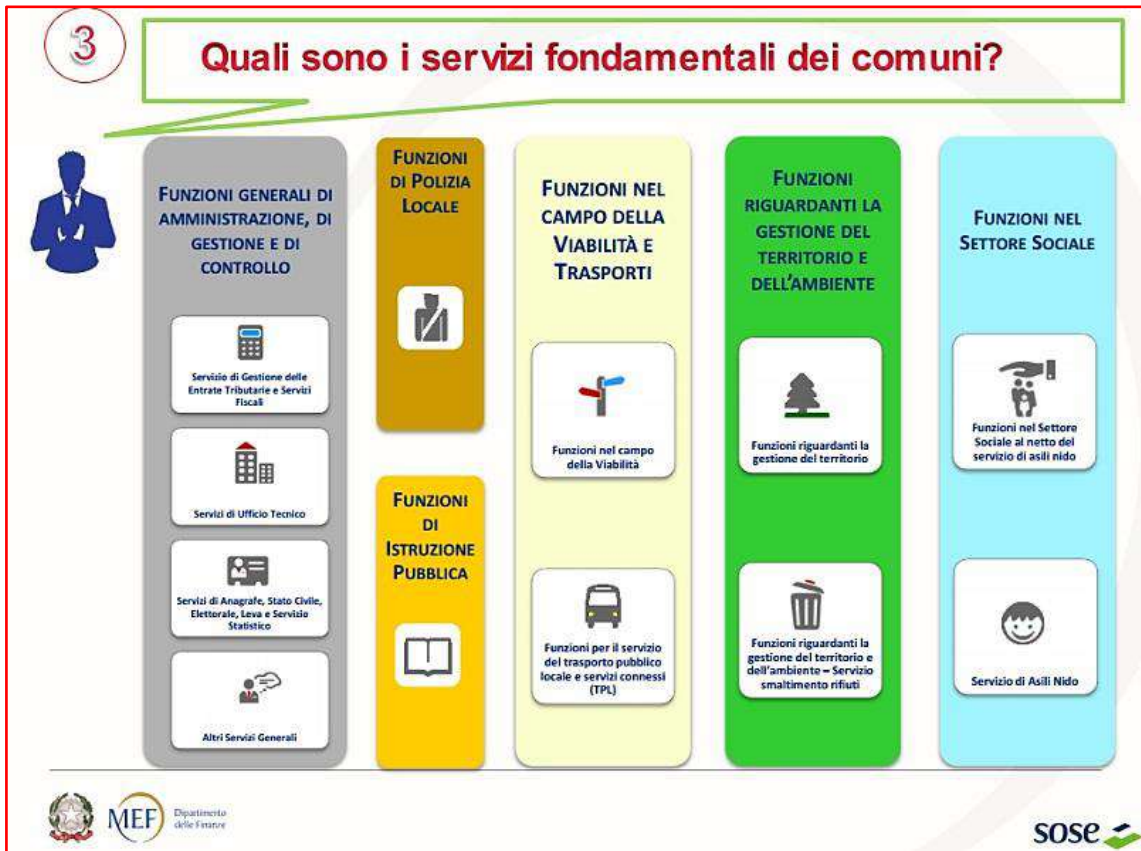 3
Quali sono i servizi fondamentali dei comuni?
FUNZIONI GENERALI DI
AMMINISTRAZIONE, DI
GESTIONE E DI
CONTROLLO
Servizio di Gestione delle
Entrate Tributarie e Servizi
Fiscali
Servizi di Ufficio Tecnico
Servizi di Anagrafe, Stato Civile,
Elettorale, Leva e Servizio
Statistico
Altri Servizi Generali
FUNZIONI
DI POLIZIA
LOCALE
FUNZIONI
DI
ISTRUZIONE
PUBBLICA
FUNZIONI NEL
CAMPO DELLA
VIABILITÀ E
TRASPORTI
Funzioni nel campo
della Viabilità
Funzioni per il servizio
del trasporto pubblico
locale e servizi connessi
(TPL)
FUNZIONI
RIGUARDANTI LA
GESTIONE DEL
TERRITORIO E
DELL'AMBIENTE
Funzioni riguardanti la
gestione del territorio
Funzioni riguardanti la
gestione del territorio e
dell'ambiente – Servizio
smaltimento rifiuti
FUNZIONI NEL
SETTORE SOCIALE
Funzioni nel Settore
Sociale al netto del
servizio di asili nido
Servizio di Asili Nido
MEF
Dipartimento
delle Finanze
sose